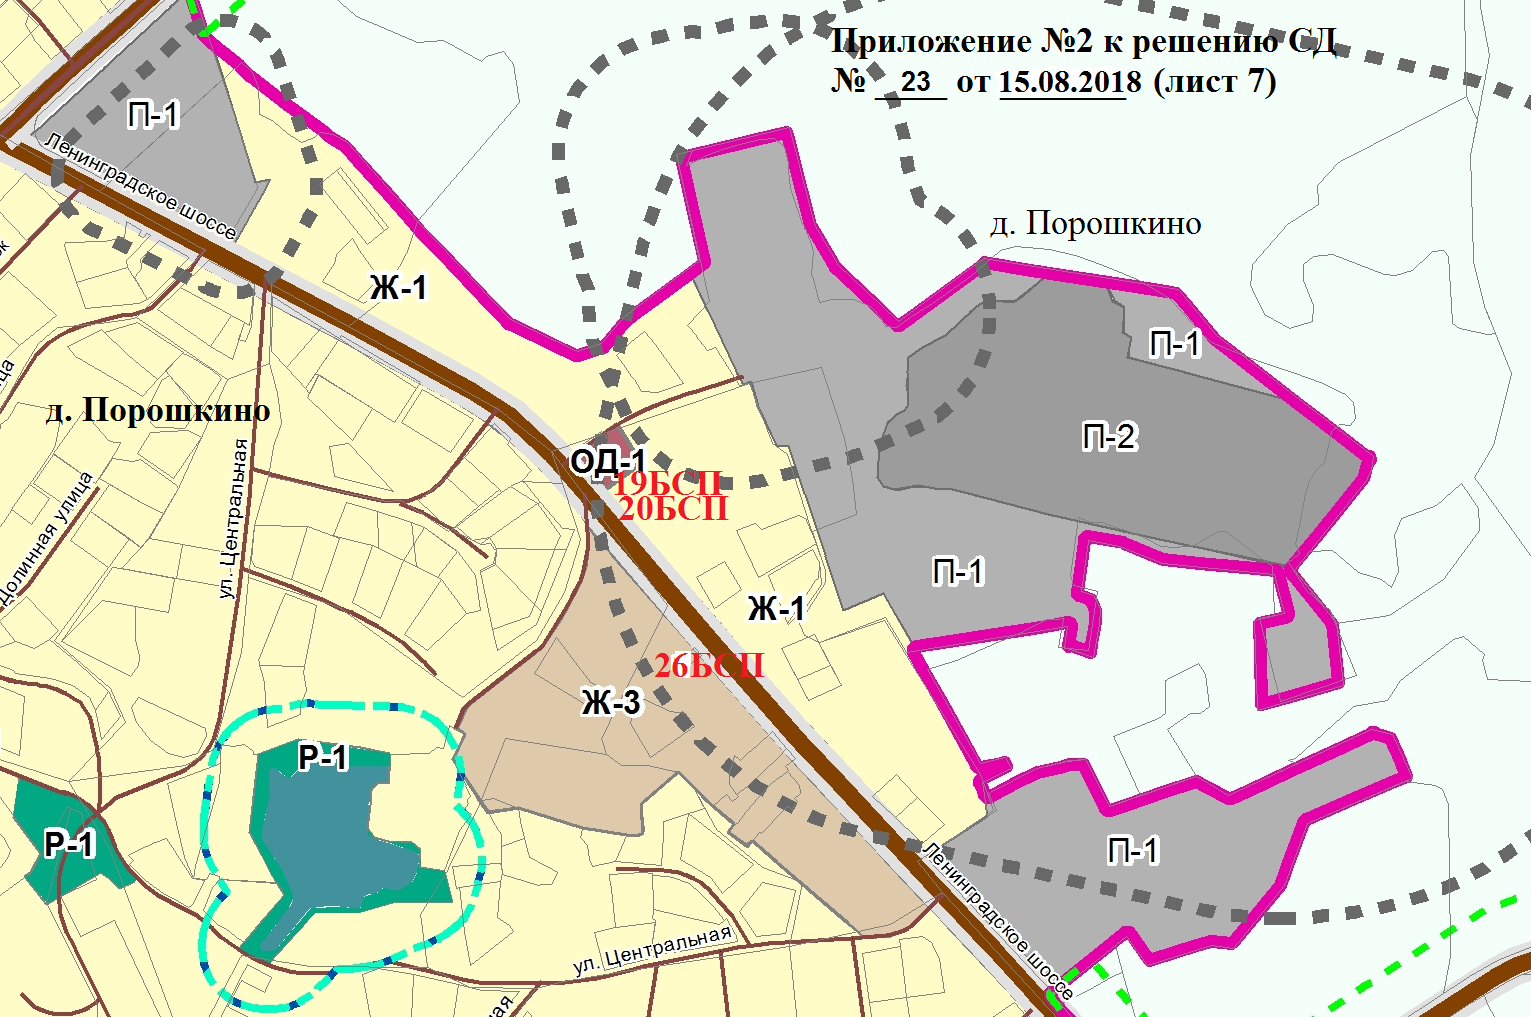 Приложение №2 к решению СД
№ 23 от 15.08.2018 (лист 7)
П-1
Ленинградское шоссе
д. Порошкино
Ж-1
П-1
д. Порошкино
П-2
ул. Центральная
ОД-1
19БСП
20БСП
Долинная улица
П-1
Ж-1
26БСП
Ж-3
Р-1
Р-1
П-1
Ленинградское шоссе
ул. Центральная